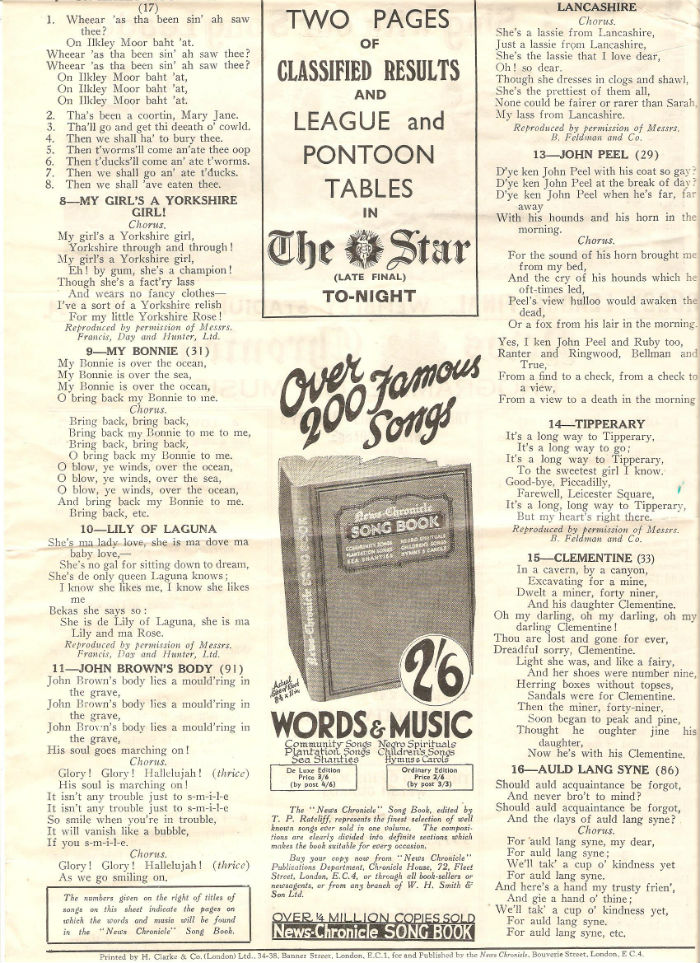 (17)
1. Wheear 'as tha been sin' ah saw
thee?
On Ilkley Moor baht 'at.
Wheear 'as tha been sin' ah saw thee?
Wheear 'as tha been sin' ah saw thee?
On Ilkley Moor baht 'at,
On Ilkley Moor baht 'at,
On Ilkley Moor baht 'at.
2. Tha's been a coortin, Mary Jane.
3. Tha'll go and get thi deeath o' cowld.
4. Then we shall ha' to bury thee.
5. Then t'worms'll come an'ate thee oop
6. Then t'ducks'll come an' ate t'worms.
7. Then we shall go an' ate t'ducks.
8. Then we shall 'ave eaten thee.
8—MY GIRL'S A YORKSHIRE
GIRL!
Chorus.
My girl's a Yorkshire girl,
Yorkshire through and through!
My girl's a Yorkshire girl,
Eh! by gum, she's a champion!
Though she's a fact'ry lass
And wears no fancy clothes—
I've a sort of a Yorkshire relish
For my little Yorkshire Rose!
Reproduced by permission of Messrs.
Francis, Day and Hunter, Ltd.
9—MY BONNIE (31)
My Bonnie is over the ocean,
My Bonnie is over the sea,
My Bonnie is over the ocean,
O bring back my Bonnie to me.
Chorus.
Bring back, bring back,
Bring back my Bonnie to me to me,
Bring back, bring back,
O bring back my Bonnie to me.
O blow, ye winds, over the ocean,
O blow, ye winds, over the sea,
O blow, ye winds, over the ocean,
And bring back my Bonnie to me.
Bring back, etc.
10—LILY OF LAGUNA
She's ma lady love, she is ma dove ma
baby love,—
She's no gal for sitting down to dream,
She's de only queen Laguna knows;
I know she likes me, I know she likes
me
Bekas she says so:
She is de Lily of Laguna, she is ma
Lily and ma Rose.
Reproduced by permission of Messrs.
Francis, Day and Hunter, Ltd.
11—JOHN BROWN'S BODY (91)
John Brown's body lies a mould'ring in
the grave,
John Brown's body lies a mould'ring in
the grave,
John Brown's body lies a mould'ring in
the grave,
His soul goes marching on!
Chorus.
Glory! Glory! Hallelujah! (thrice)
His soul is marching on!
It isn't any trouble just to s-m-i-l-e
It isn't any trouble just to s-m-i-l-e
So smile when you're in trouble,
It will vanish like a bubble,
If you s-m-i-l-e.
Chorus.
Glory! Glory! Hallelujah! (thrice)
As we go smiling on.
The numbers given on the right of titles of
songs on this sheet indicate the pages on
which the words and music will be found
in the "News Chronicle" Song Book.
TWO PAGES
OF
CLASSIFIED RESULTS
AND
LEAGUE and
PONTOON
TABLES
IN
The Star
(LATE FINAL)
TO-NIGHT
Over
200 Famous
Songs
News-Chronicle
SONG BOOK
COMMUNITY SONGS NEGRO SPIRITUALS
PLANTATION SONGS CHILDREN'S SONGS
SEA SHANTIES HYMNS & CAROLS
News-Chronicle SONG BOOK
2/6
WORDS & MUSIC
Community Songs Negro Spirituals
Plantation Songs Children's Songs
Sea Shanties Hymns & Carols
De Luxe Edition
Price 3/6
(by post 4/6)
Ordinary Edition
Price 2/6
(by post 3/3)
The "News Chronicle" Song Book, edited by
T. P. Ratcliff, represents the finest selection of well
known songs ever sold in one volume. The composi-
tions are clearly divided into definite sections which
makes the book suitable for every occasion.
Buy your copy now from "News Chronicle"
Publications Department, Chronicle House, 72, Fleet
Street, London, E.C.4, or through all book-sellers or
newsagents, or from any branch of W. H. Smith &
Son Ltd.
OVER ¼ MILLION COPIES SOLD
News-Chronicle SONG BOOK
LANCASHIRE
Chorus.
She's a lassie from Lancashire,
Just a lassie from Lancashire,
She's the lassie that I love dear,
Oh! so dear.
Though she dresses in clogs and shawl,
She's the prettiest of them all,
None could be fairer or rarer than Sarah,
My lass from Lancashire.
Reproduced by permission of Messrs.
B. Feldman and Co.
13—JOHN PEEL (29)
D'ye ken John Peel with his coat so gay?
D'ye ken John Peel at the break of day?
D'ye ken John Peel when he's far, far
away
With his hounds and his horn in the
morning.
Chorus.
For the sound of his horn brought me
from my bed,
And the cry of his hounds which he
oft-times led,
Peel's view hulloo would awaken the
dead,
Or a fox from his lair in the morning.
Yes, I ken John Peel and Ruby too,
Ranter and Ringwood, Bellman and
True,
From a find to a check, from a check to
a view,
From a view to a death in the morning
14—TIPPERARY
It's a long way to Tipperary,
It's a long way to go;
It's a long way to Tipperary,
To the sweetest girl I know.
Good-bye, Piccadilly,
Farewell, Leicester Square,
It's a long, long way to Tipperary,
But my heart's right there.
Reproduced by permission of Messrs.
B. Feldman and Co.
15—CLEMENTINE (33)
In a cavern, by a canyon,
Excavating for a mine,
Dwelt a miner, forty niner,
And his daughter Clementine.
Oh my darling, oh my darling, oh my
darling Clementine!
Thou are lost and gone for ever,
Dreadful sorry, Clementine.
Light she was, and like a fairy,
And her shoes were number nine,
Herring boxes without topses,
Sandals were for Clementine.
Then the miner, forty-niner,
Soon began to peak and pine,
Thought he oughter jine his
daughter,
Now he's with his Clementine.
16—AULD LANG SYNE (86)
Should auld acquaintance be forgot,
And never bro't to mind?
Should auld acquaintance be forgot,
And the days of auld lang syne?
Chorus.
For auld lang syne, my dear,
For auld lang syne;
We'll tak' a cup o' kindness yet
For auld lang syne.
And here's a hand my trusty frien',
And gie a hand o' thine;
We'll tak' a cup o' kindness yet,
For auld lang syne.
For auld lang syne, etc.
Printed by H. Clarke & Co. (London) Ltd., 34-38, Banner Street, London, E.C.1, for and Published by the News Chronicle, Bouverie Street, London, E C.4.